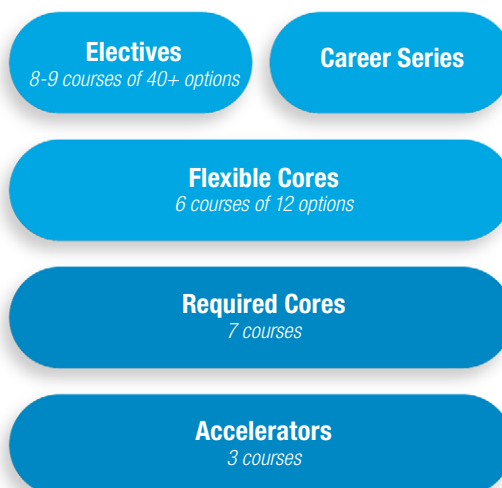 Electives
8-9 courses of 40+ options
Career Series
Flexible Cores
6 courses of 12 options
Required Cores
7 courses
Accelerators
3 courses